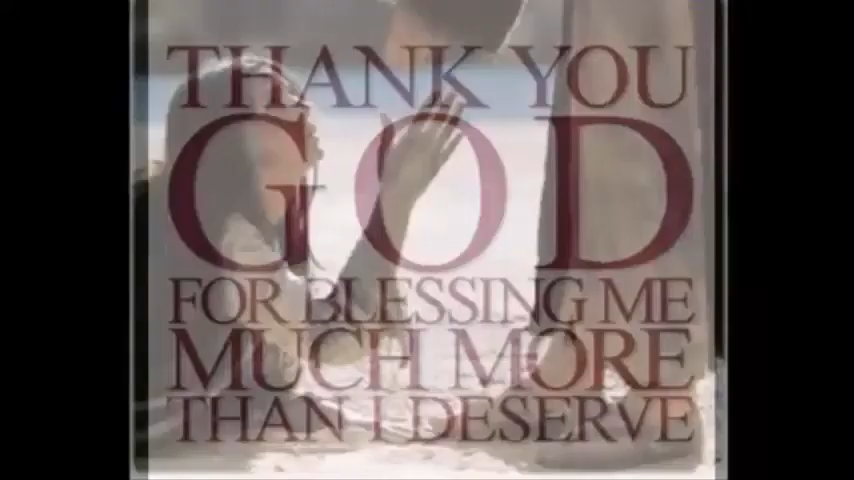 THANK YOU
GOD
FOR BLESSING ME
MUCH MORE
THAN I DESERVE